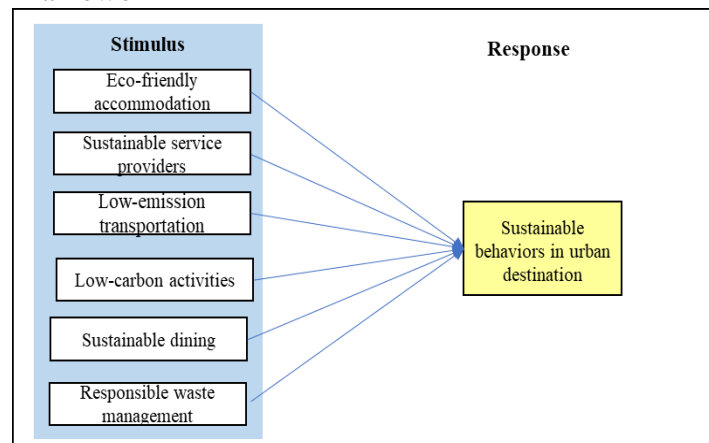 Stimulus
Response
Eco-friendly
accommodation
Sustainable service
providers
Low-emission
transportation
Low-carbon activities
Sustainable dining
Responsible waste
management
Sustainable
behaviors in urban
destination